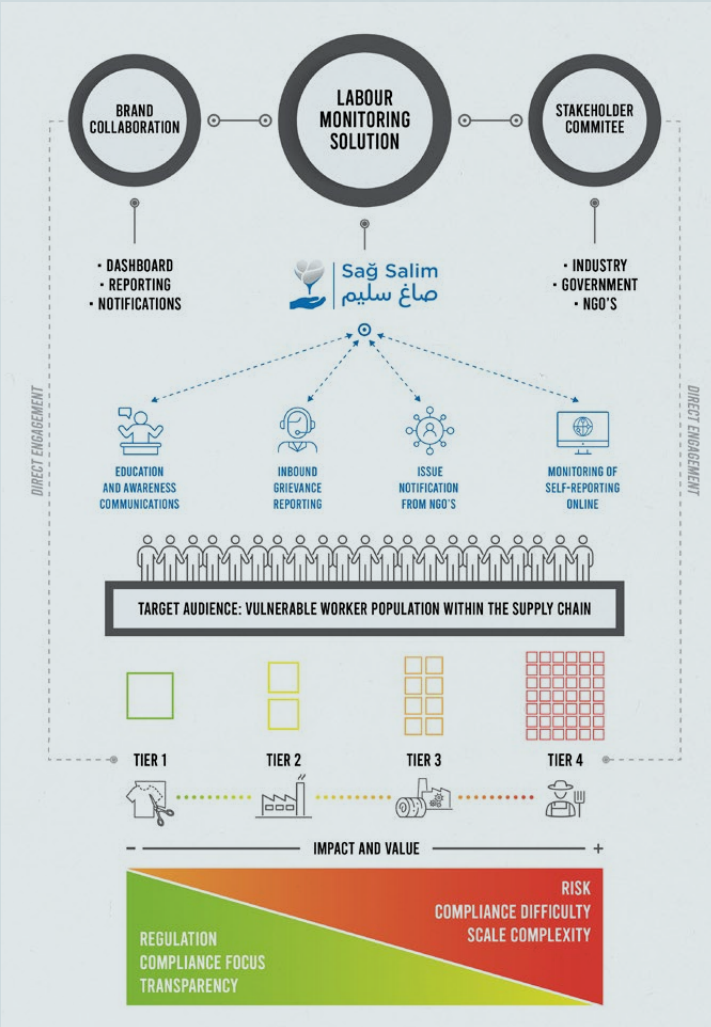 BRAND
COLLABORATION
LABOUR
MONITORING
SOLUTION
STAKEHOLDER
COMMITEE
• DASHBOARD
• REPORTING
• NOTIFICATIONS
Sağ Salim
صاغ سليم
• INDUSTRY
• GOVERNMENT
• NGO'S
DIRECT ENGAGEMENT
DIRECT ENGAGEMENT
EDUCATION
AND AWARENESS
COMMUNICATIONS
INBOUND
GRIEVANCE
REPORTING
ISSUE
NOTIFICATION
FROM NGO'S
MONITORING OF
SELF-REPORTING
ONLINE
TARGET AUDIENCE: VULNERABLE WORKER POPULATION WITHIN THE SUPPLY CHAIN
TIER 1
TIER 2
TIER 3
TIER 4
- IMPACT AND VALUE +
RISK
COMPLIANCE DIFFICULTY
SCALE COMPLEXITY
REGULATION
COMPLIANCE FOCUS
TRANSPARENCY